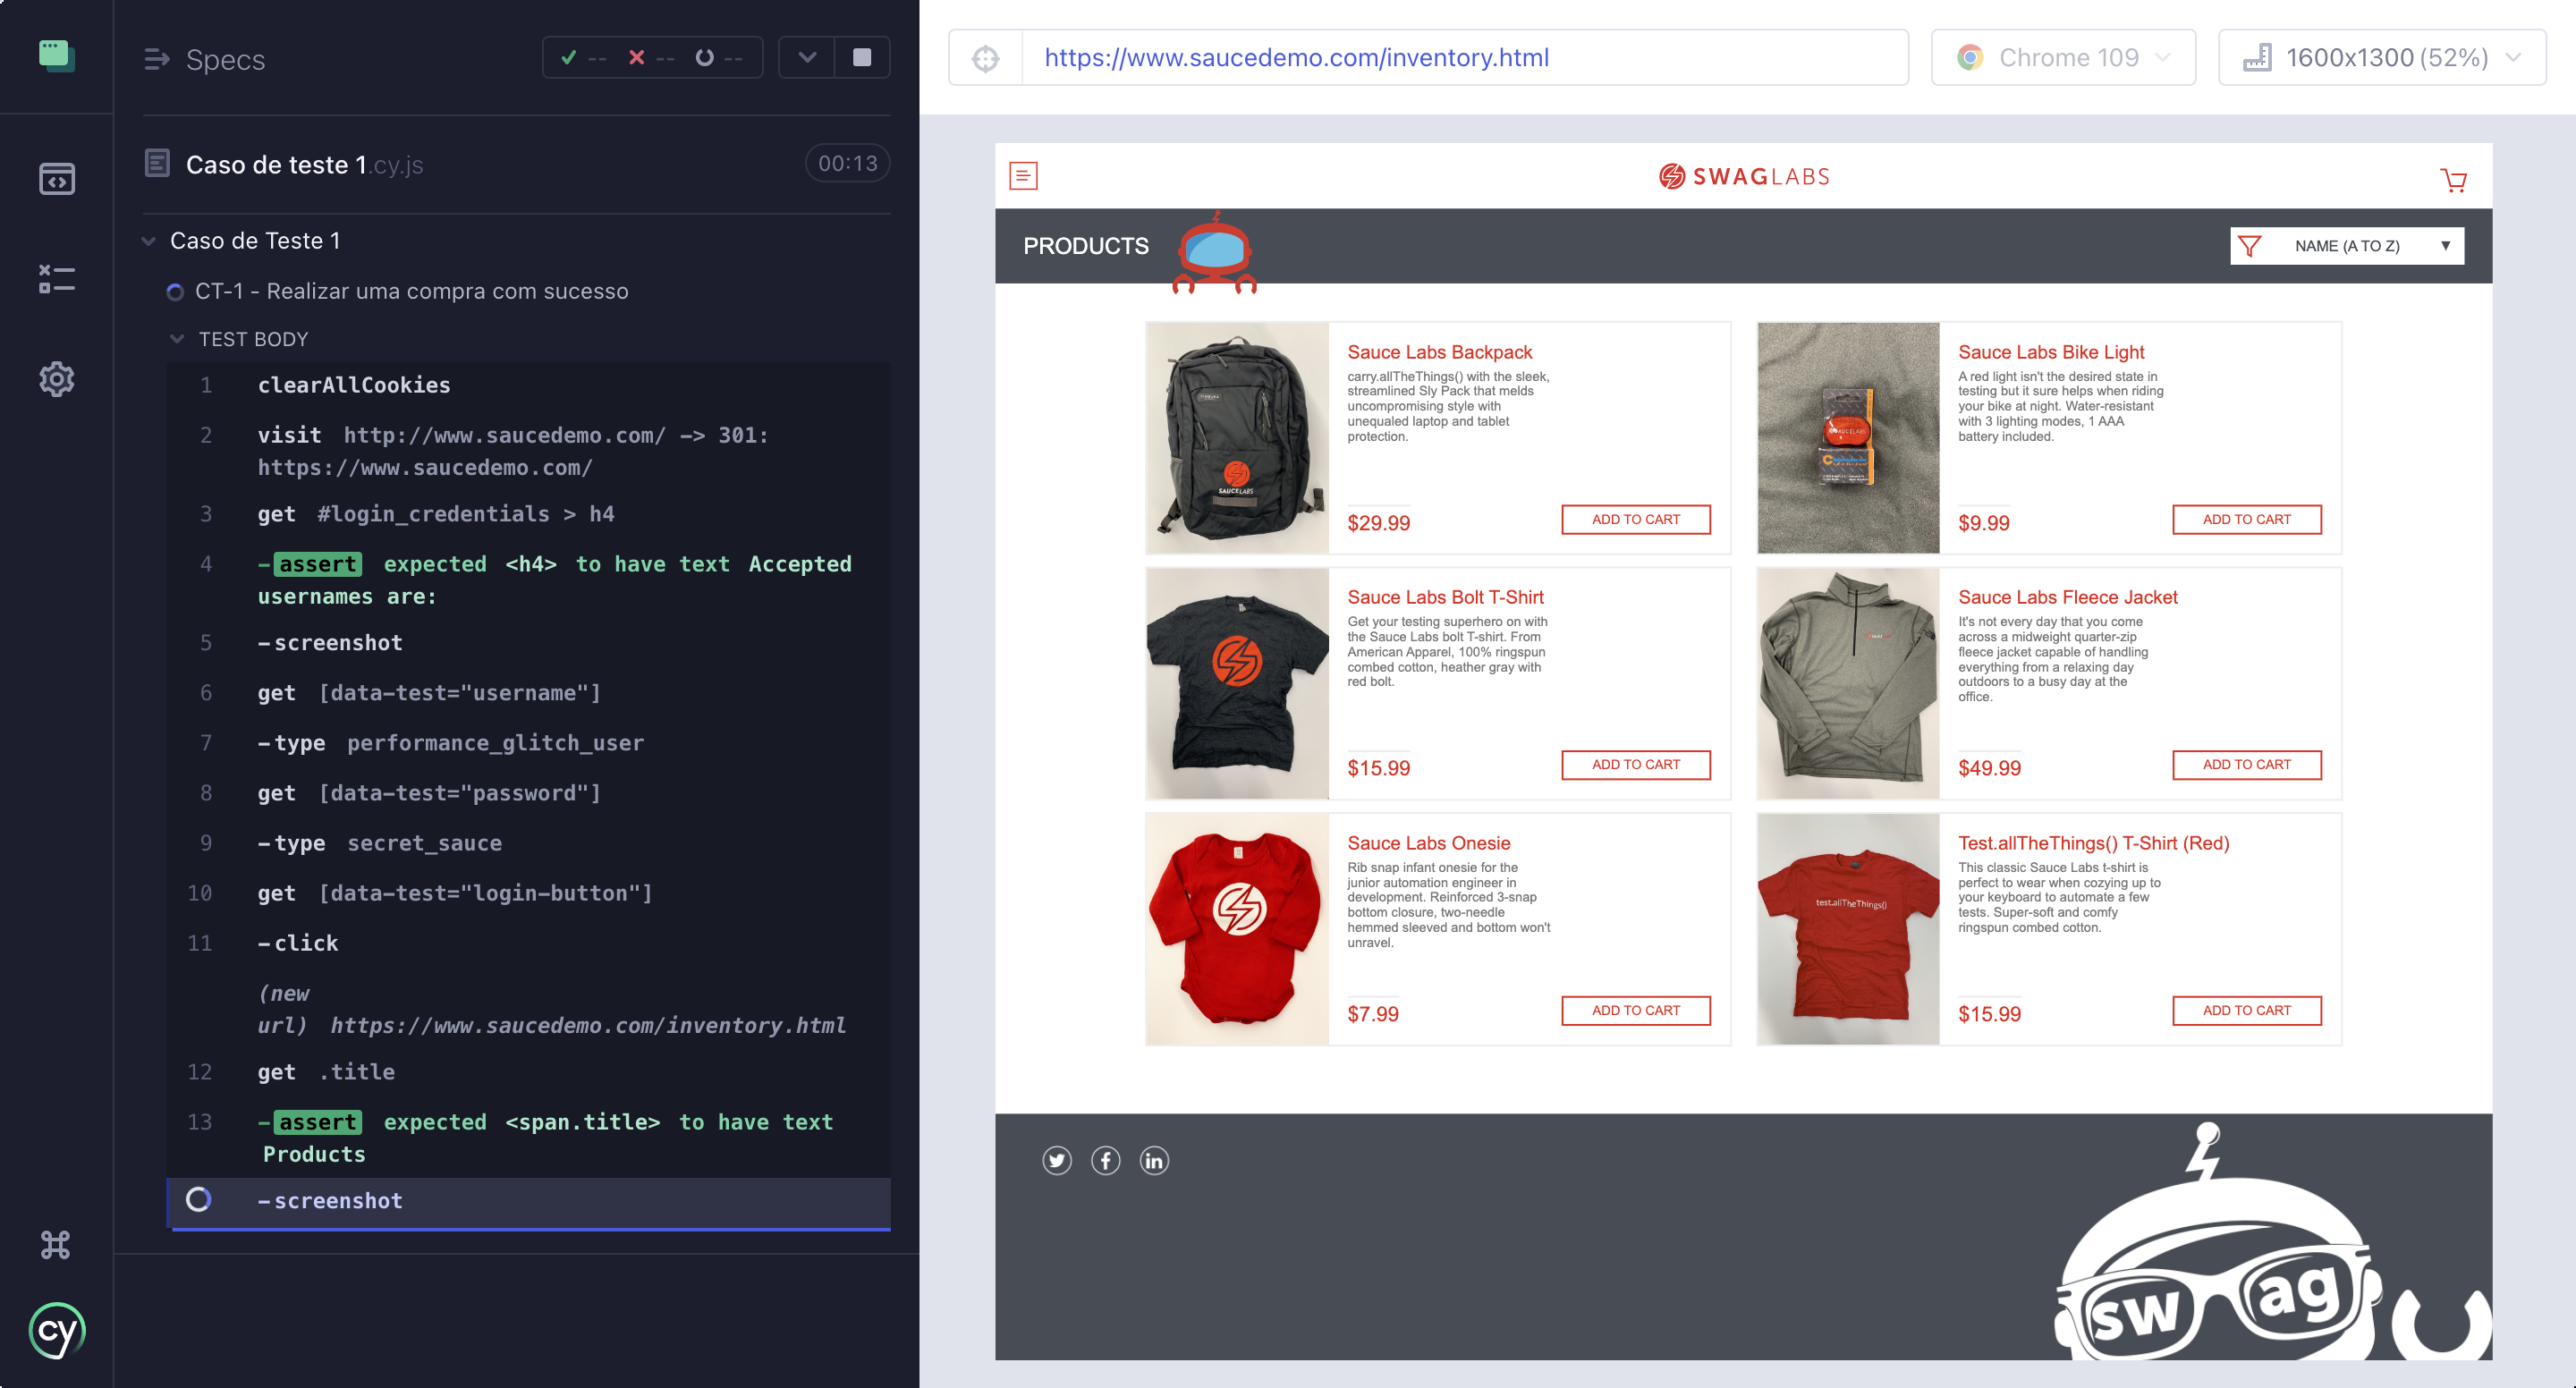 Specs
-- -- --
Caso de teste 1.cy.js
00:13
Caso de Teste 1
CT-1 - Realizar uma compra com sucesso
TEST BODY
1 clearAllCookies
2 visit http://www.saucedemo.com/ -> 301:
https://www.saucedemo.com/
3 get #login_credentials > h4
4 -assert expected <h4> to have text Accepted
usernames are:
5 -screenshot
6 get [data-test="username"]
7 -type performance_glitch_user
8 get [data-test="password"]
9 -type secret_sauce
10 get [data-test="login-button"]
11 -click
(new
url) https://www.saucedemo.com/inventory.html
12 get .title
13 -assert expected <span.title> to have text
Products
-screenshot
cy
https://www.saucedemo.com/inventory.html
Chrome 109
1600x1300 (52%)
SWAGLABS
PRODUCTS
NAME (A TO Z)
Sauce Labs Backpack
carry.allTheThings() with the sleek,
streamlined Sly Pack that melds
uncompromising style with
unequaled laptop and tablet
protection.
$29.99
ADD TO CART
SAUCELABS
Sauce Labs Bike Light
A red light isn't the desired state in
testing but it sure helps when riding
your bike at night. Water-resistant
with 3 lighting modes, 1 AAA
battery included.
$9.99
ADD TO CART
Sauce Labs Bolt T-Shirt
Get your testing superhero on with
the Sauce Labs bolt T-shirt. From
American Apparel, 100% ringspun
combed cotton, heather gray with
red bolt.
$15.99
ADD TO CART
Sauce Labs Fleece Jacket
It's not every day that you come
across a midweight quarter-zip
fleece jacket capable of handling
everything from a relaxing day
outdoors to a busy day at the
office.
$49.99
ADD TO CART
Sauce Labs Onesie
Rib snap infant onesie for the
junior automation engineer in
development. Reinforced 3-snap
bottom closure, two-needle
hemmed sleeved and bottom won't
unravel.
$7.99
ADD TO CART
test.allTheThings()
Test.allTheThings() T-Shirt (Red)
This classic Sauce Labs t-shirt is
perfect to wear when cozying up to
your keyboard to automate a few
tests. Super-soft and comfy
ringspun combed cotton.
$15.99
ADD TO CART
sw ag